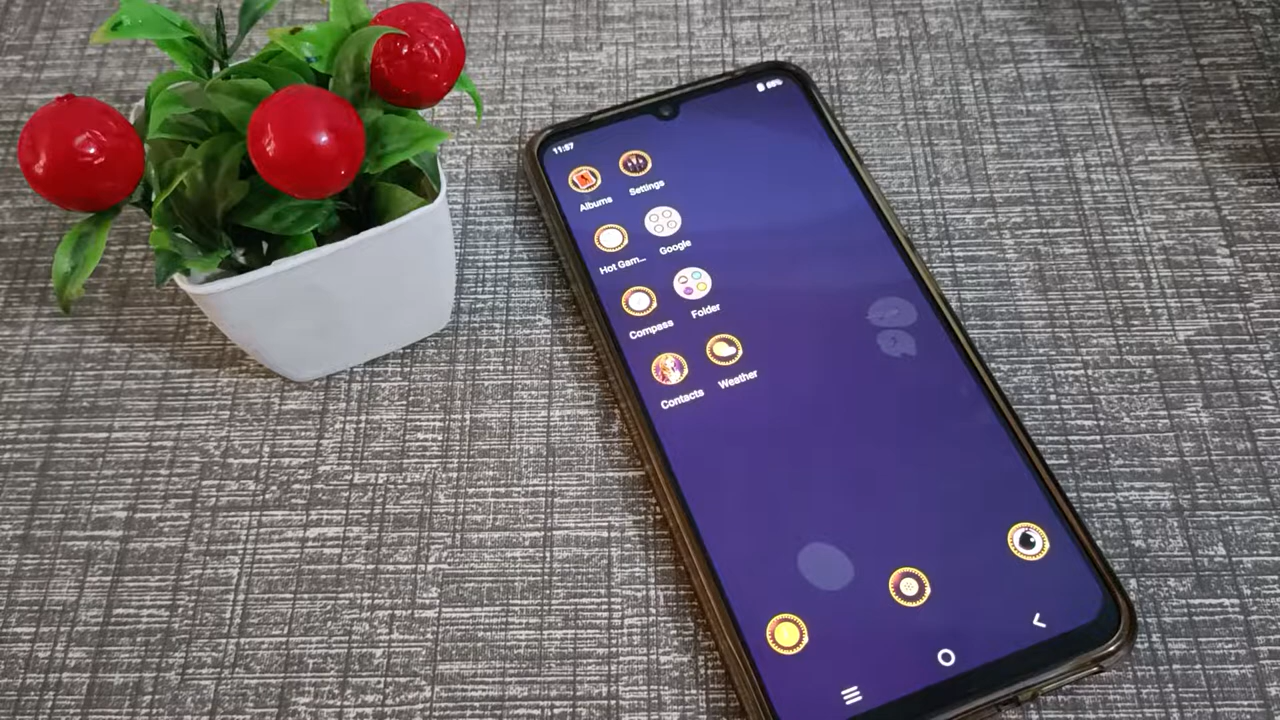 11:57
Albums
Settings
Hot Gam...
Google
Compass
Folder
Contacts
Weather